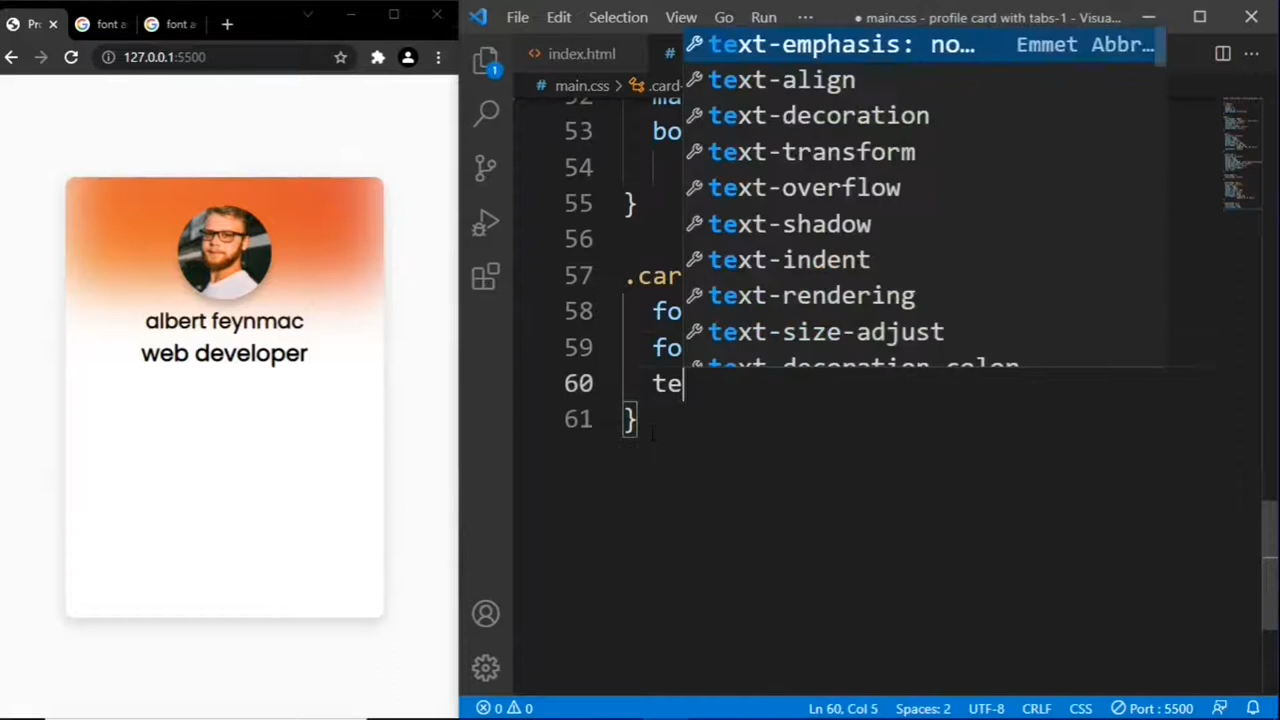 Pr
font a
font a
127.0.0.1:5500
albert feynmac
web developer
File Edit Selection View Go Run ···
● main.css - profile card with tabs-1 - Visua...
1
<> index.html
#
# main.css > .card-
53 bo
54
55 }
56
57 .car
58 fo
59 fo
60 te
61 }
text-emphasis: no... Emmet Abbr...
text-align
text-decoration
text-transform
text-overflow
text-shadow
text-indent
text-rendering
text-size-adjust
text-decoration-color
0 0
Ln 60, Col 5 Spaces: 2 UTF-8 CRLF CSS Port : 5500